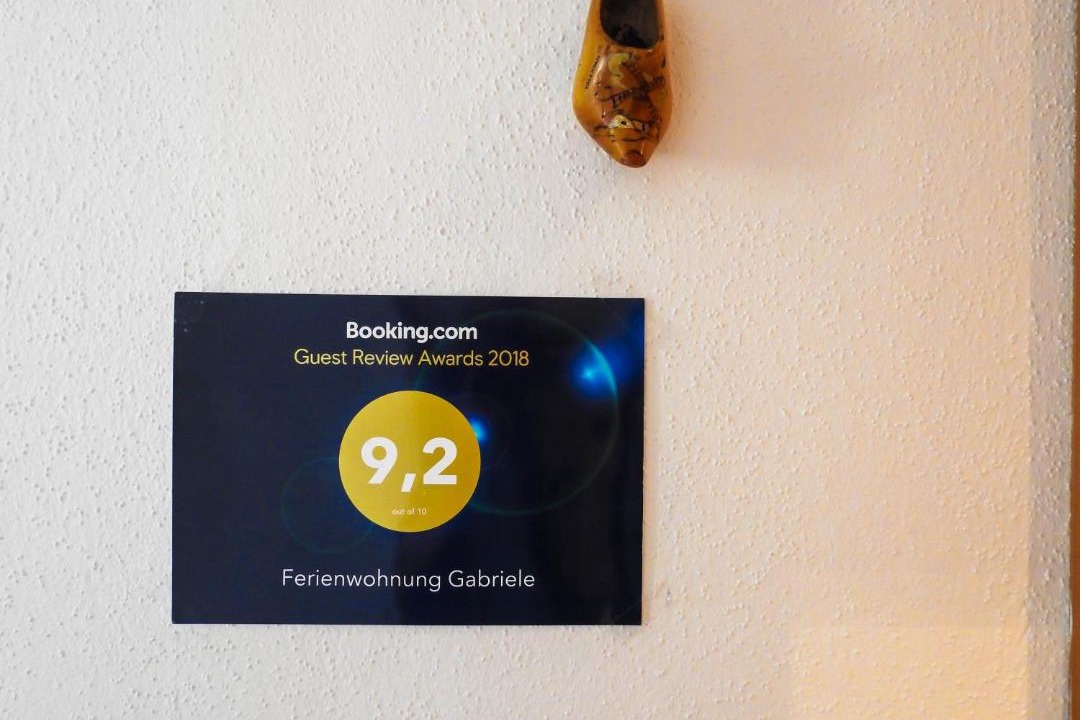 Booking.com
Guest Review Awards 2018
9,2
out of 10
Ferienwohnung Gabriele